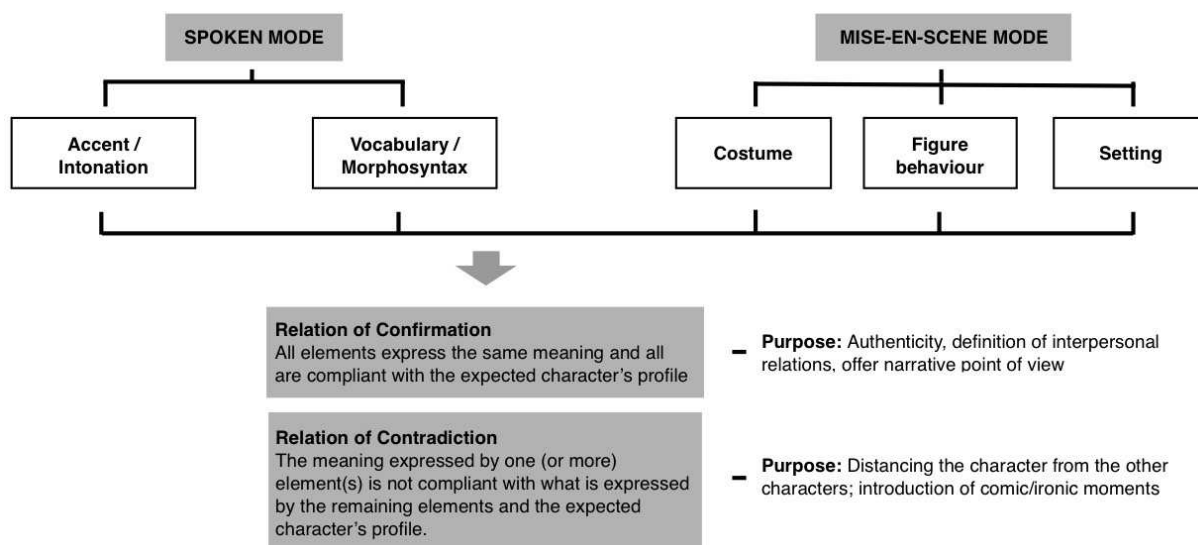 SPOKEN MODE
MISE-EN-SCENE MODE
Accent /
Intonation
Vocabulary /
Morphosyntax
Costume
Figure
behaviour
Setting
Relation of Confirmation
All elements express the same meaning and all
are compliant with the expected character’s profile
– Purpose: Authenticity, definition of interpersonal
relations, offer narrative point of view
Relation of Contradiction
The meaning expressed by one (or more)
element(s) is not compliant with what is expressed
by the remaining elements and the expected
character’s profile.
– Purpose: Distancing the character from the other
characters; introduction of comic/ironic moments